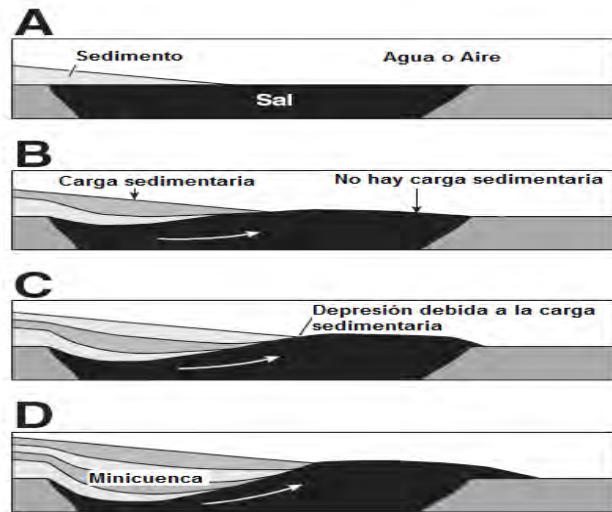 A
Sedimento
Agua o Aire
Sal
B
Carga sedimentaria
No hay carga sedimentaria
C
Depresión debida a la carga
sedimentaria
D
Minicuenca